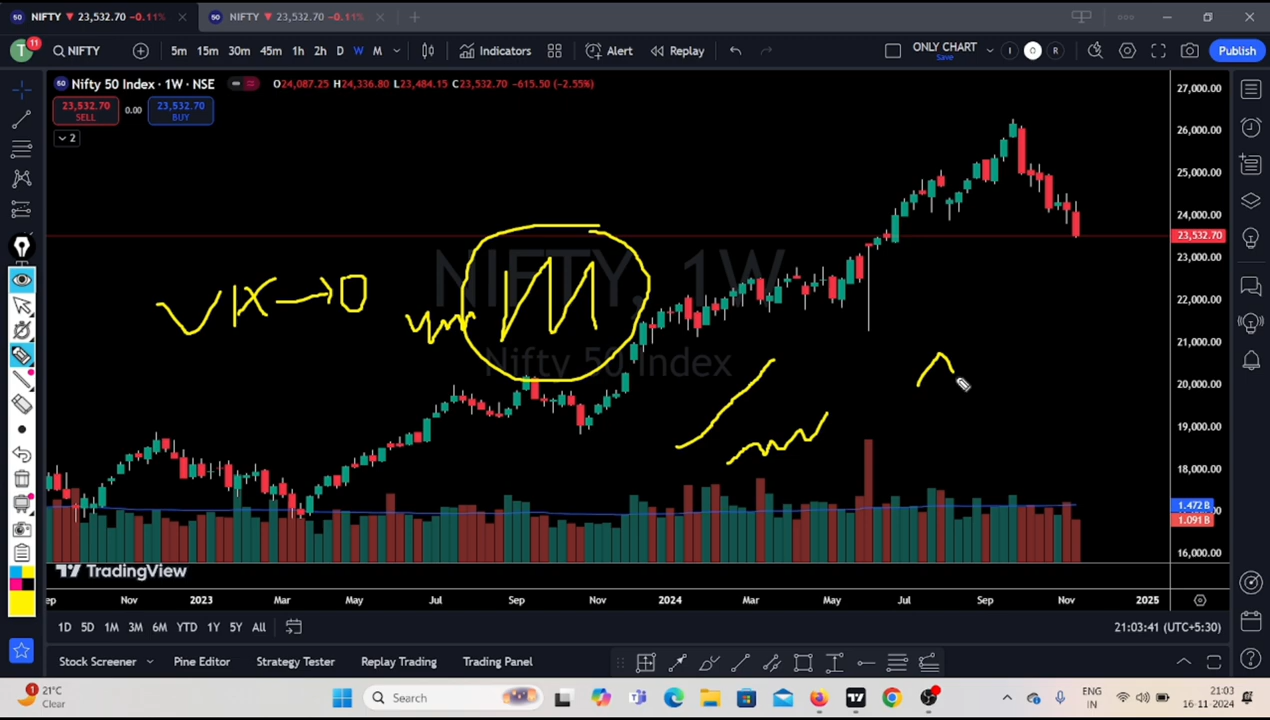 NIFTY ▼ 23,532.70 -0.11%
NIFTY ▼ 23,532.70 -0.11%
T 11 NIFTY 5m 15m 30m 45m 1h 2h D W M Indicators Alert Replay ONLY CHART Save I O R Publish
Nifty 50 Index · 1W · NSE O24,087.25 H24,336.80 L23,484.15 C23,532.70 -615.50 (-2.55%)
23,532.70 SELL 0.00 23,532.70 BUY
2
27,000.00
26,000.00
25,000.00
24,000.00
23,532.70
23,000.00
22,000.00
21,000.00
20,000.00
19,000.00
18,000.00
1.472 B
1.091 B
16,000.00
NIFTY, 1W
Nifty 50 Index
VIX → 0
TradingView
ep Nov 2023 Mar May Jul Sep Nov 2024 Mar May Jul Sep Nov 2025
1D 5D 1M 3M 6M YTD 1Y 5Y All 21:03:41 (UTC+5:30)
Stock Screener Pine Editor Strategy Tester Replay Trading Trading Panel
1 21°C
Clear
Search
ENG
IN
21:03
16-11-2024